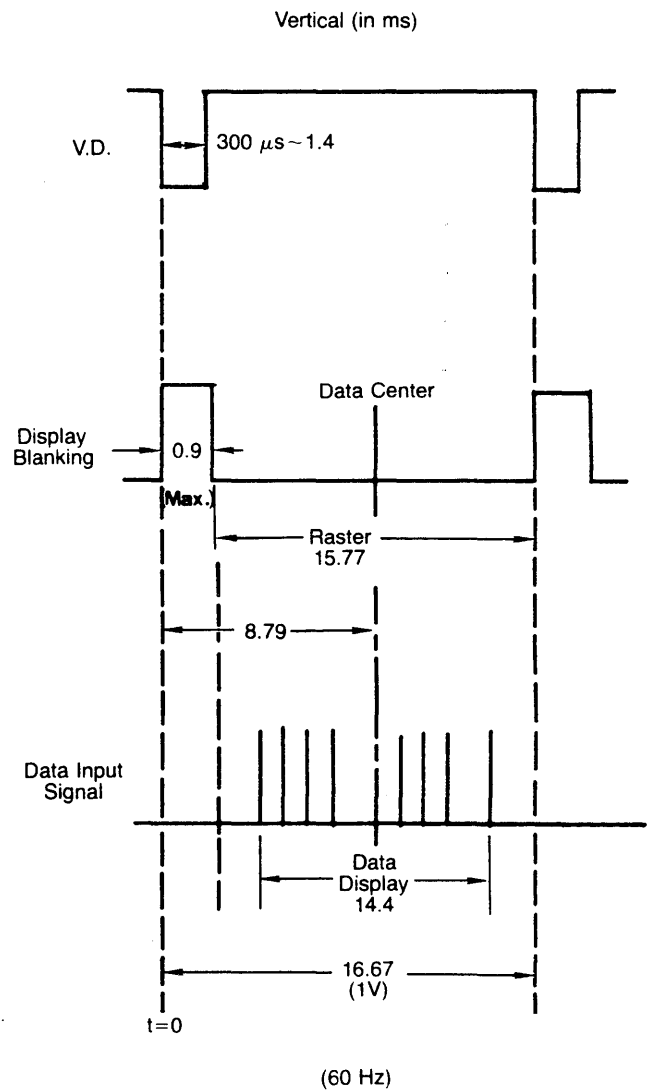 Vertical (in ms)
V.D.
300 μs ~ 1.4
Data Center
Display
Blanking
0.9
(Max.)
Raster
15.77
8.79
Data Input
Signal
Data
Display
14.4
16.67
(1V)
t=0
(60 Hz)